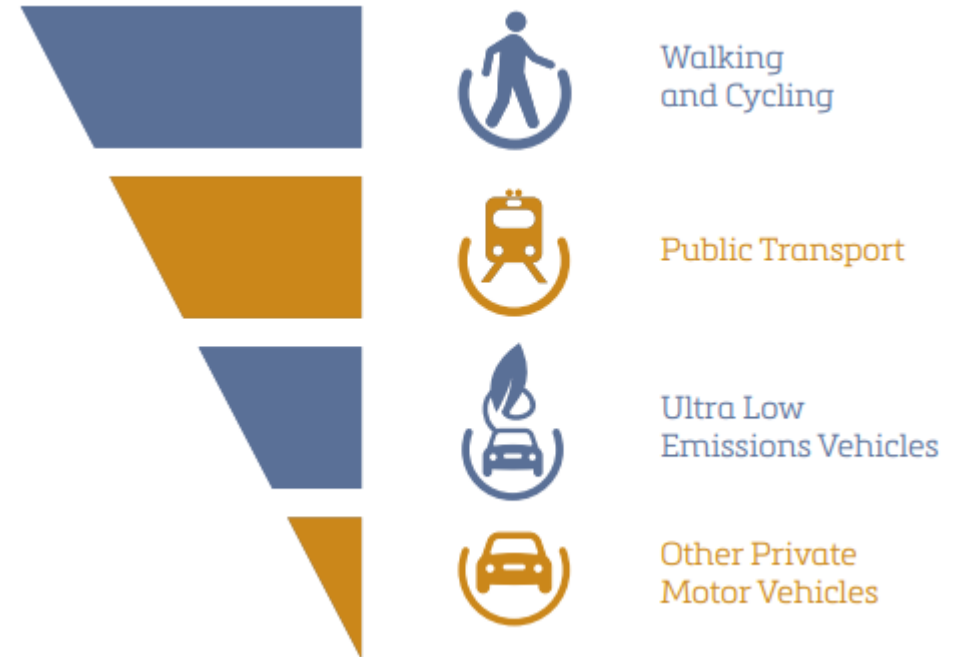 Walking
and Cycling
Public Transport
Ultra Low
Emissions Vehicles
Other Private
Motor Vehicles